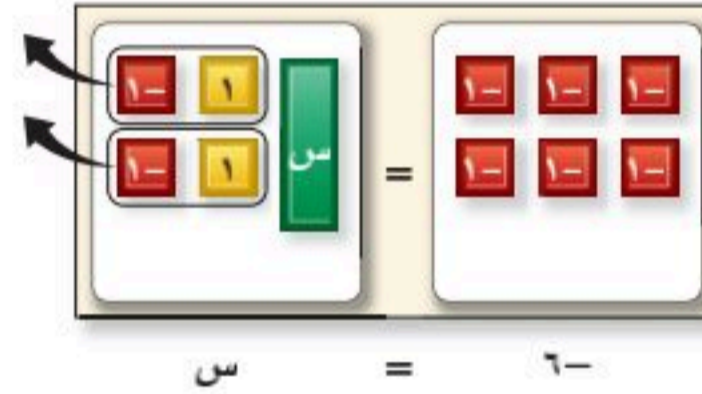 –١ –١ –١ ١ –١
= س
–١ –١ –١ ١ –١
–٦ = س